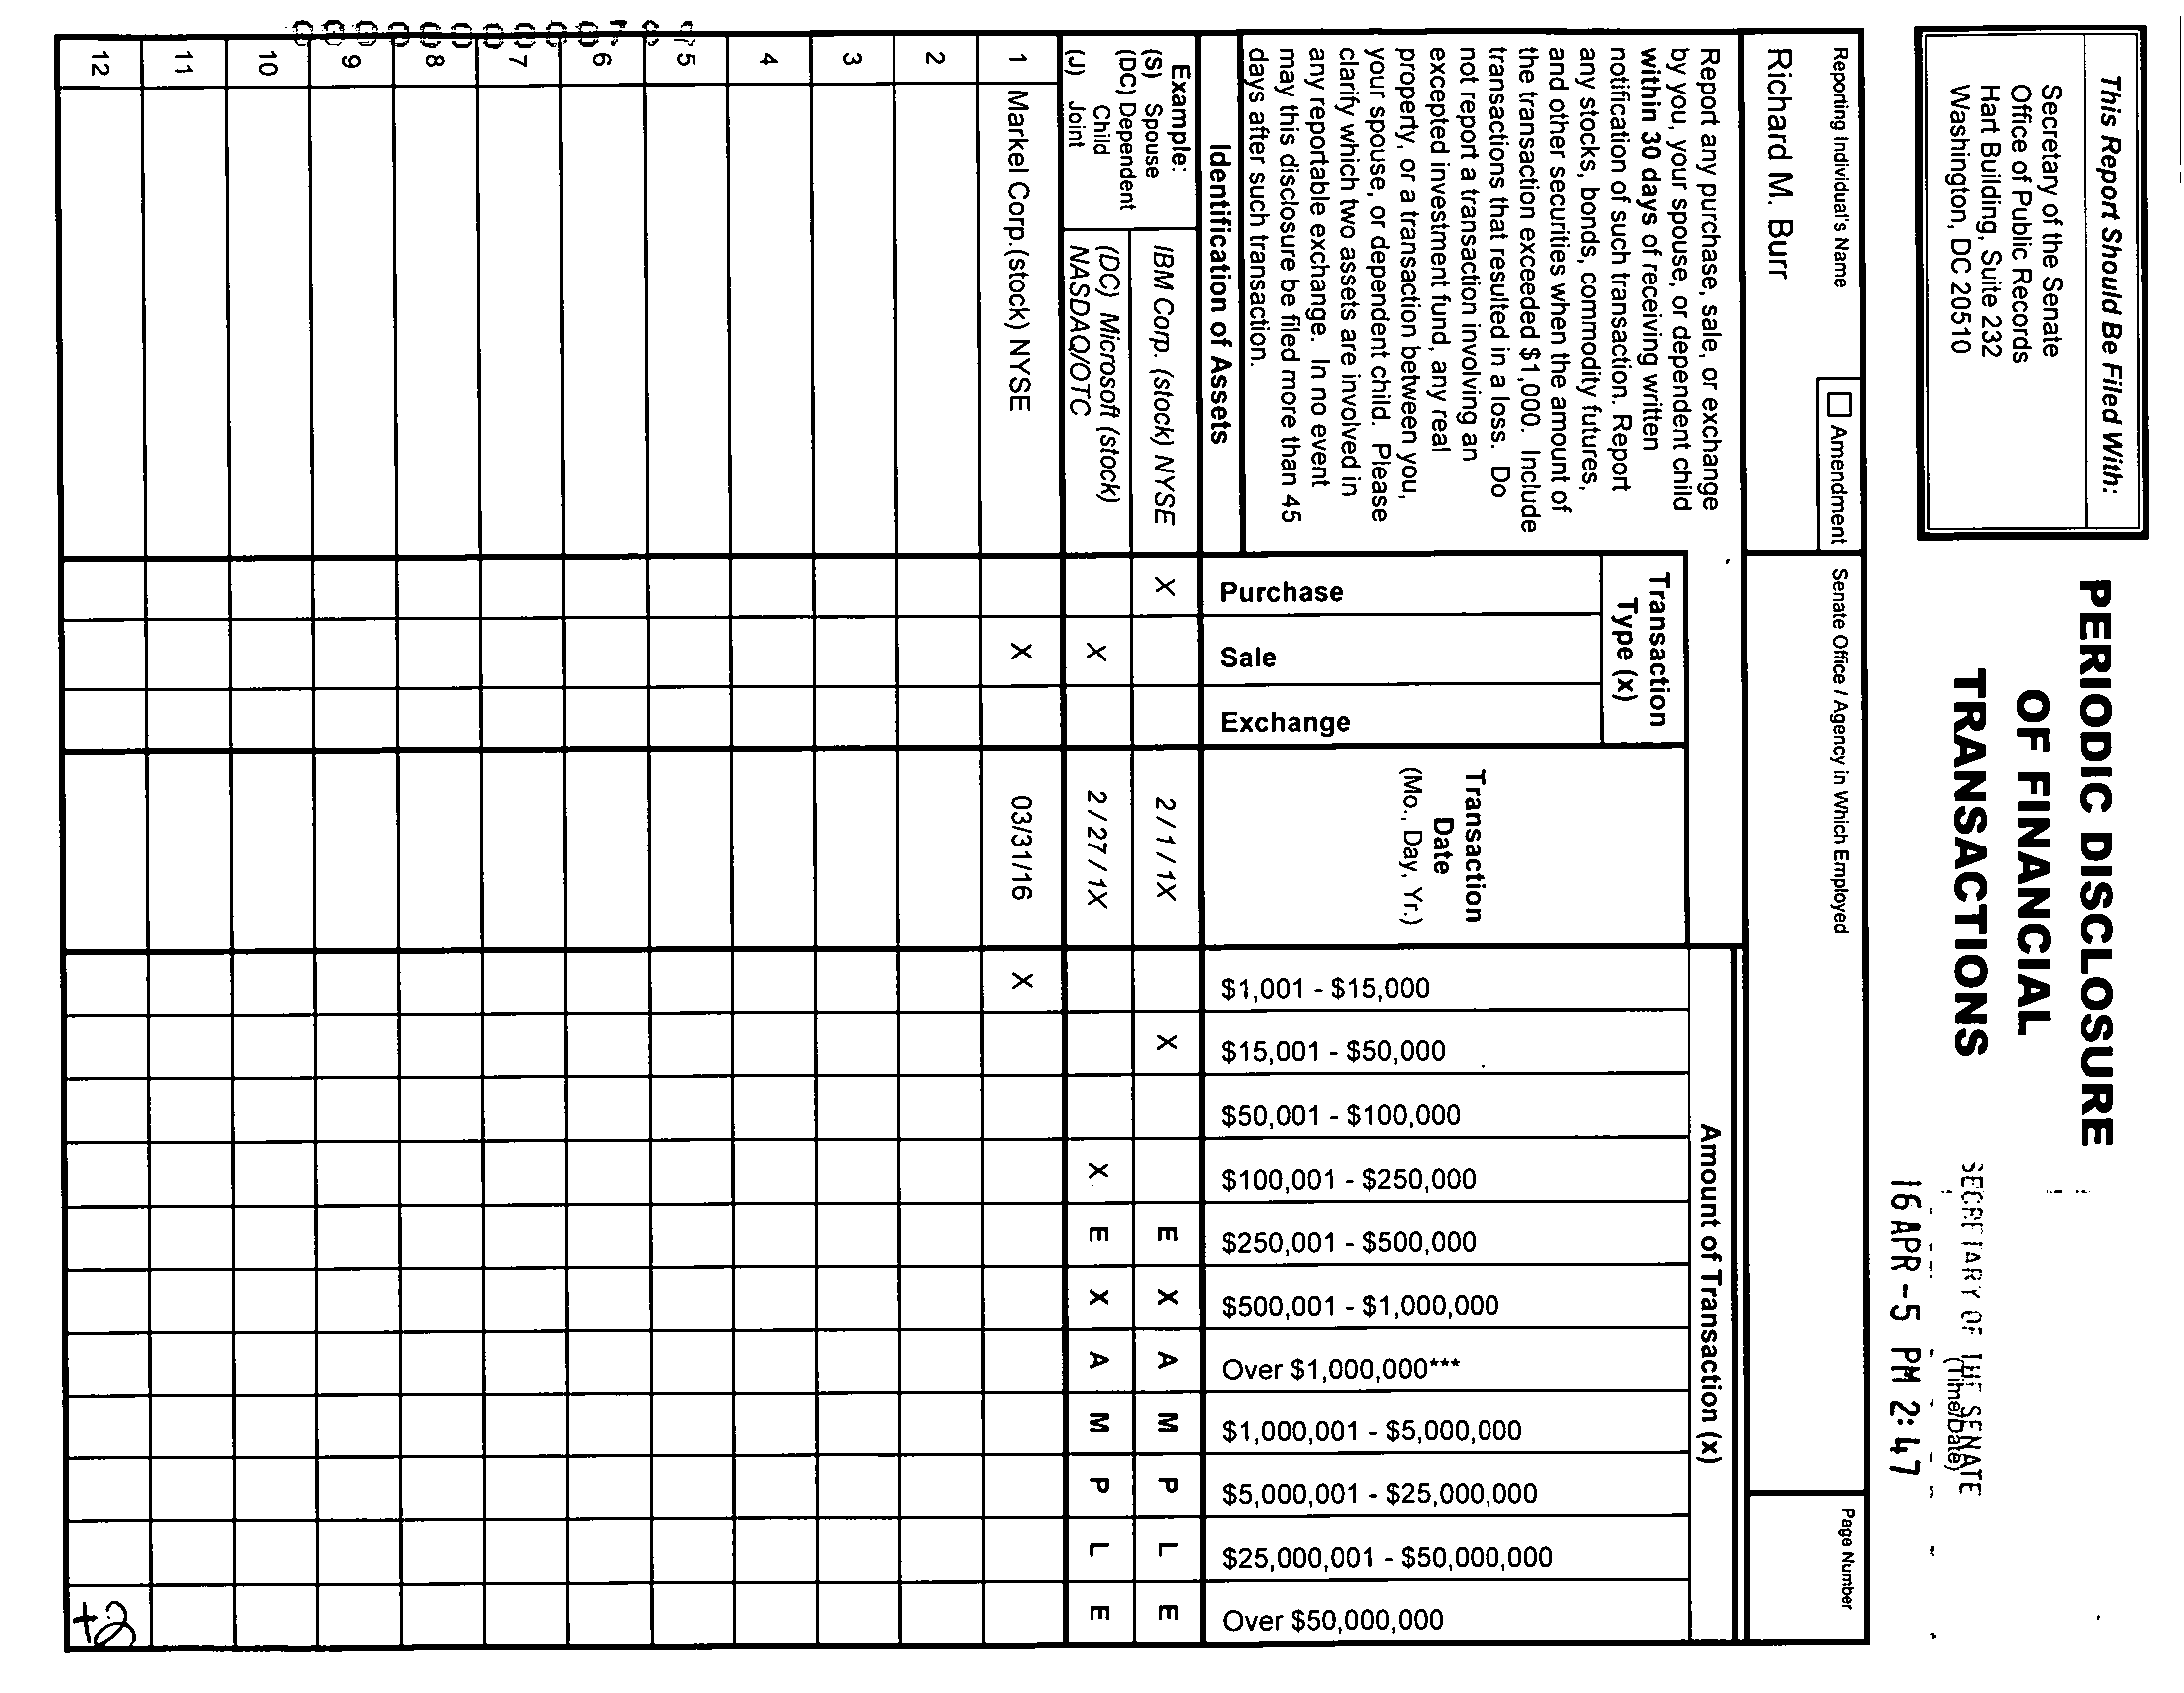 This Report Should Be Filed With:
Secretary of the Senate
Office of Public Records
Hart Building, Suite 232
Washington, DC 20510
PERIODIC DISCLOSURE
OF FINANCIAL
TRANSACTIONS
SECRETARY OF THE SENATE
(Time/Date)
16 APR -5 PM 2:47
Reporting Individual's Name
Amendment
Senate Office / Agency in Which Employed
Page Number
Richard M. Burr
Report any purchase, sale, or exchange
by you, your spouse, or dependent child
within 30 days of receiving written
notification of such transaction. Report
any stocks, bonds, commodity futures,
and other securities when the amount of
the transaction exceeded $1,000. Include
transactions that resulted in a loss. Do
not report a transaction involving an
excepted investment fund, any real
property, or a transaction between you,
your spouse, or dependent child. Please
clarify which two assets are involved in
any reportable exchange. In no event
may this disclosure be filed more than 45
days after such transaction.
Identification of Assets
Transaction
Type (x)
Purchase
Sale
Exchange
Transaction
Date
(Mo., Day, Yr.)
Amount of Transaction (x)
$1,001 - $15,000
$15,001 - $50,000
$50,001 - $100,000
$100,001 - $250,000
$250,001 - $500,000
$500,001 - $1,000,000
Over $1,000,000***
$1,000,001 - $5,000,000
$5,000,001 - $25,000,000
$25,000,001 - $50,000,000
Over $50,000,000
Example:
(S) Spouse
(DC) Dependent
Child
(J) Joint
IBM Corp. (stock) NYSE X 2 / 1 / 1X X E X A M P L E
(DC) Microsoft (stock)
NASDAQ/OTC X 2 / 27 / 1X X E X A M P L E
1 Markel Corp.(stock) NYSE X 03/31/16 X
2
3
4
5
6
7
8
9
10
11
12